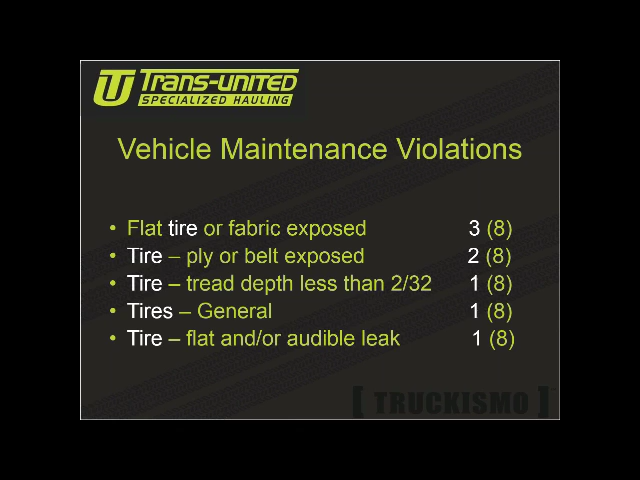 TRANS-UNITED
SPECIALIZED HAULING
Vehicle Maintenance Violations
• Flat tire or fabric exposed 3 (8)
• Tire – ply or belt exposed 2 (8)
• Tire – tread depth less than 2/32 1 (8)
• Tires – General 1 (8)
• Tire – flat and/or audible leak 1 (8)
[ TRUCKISMO ]